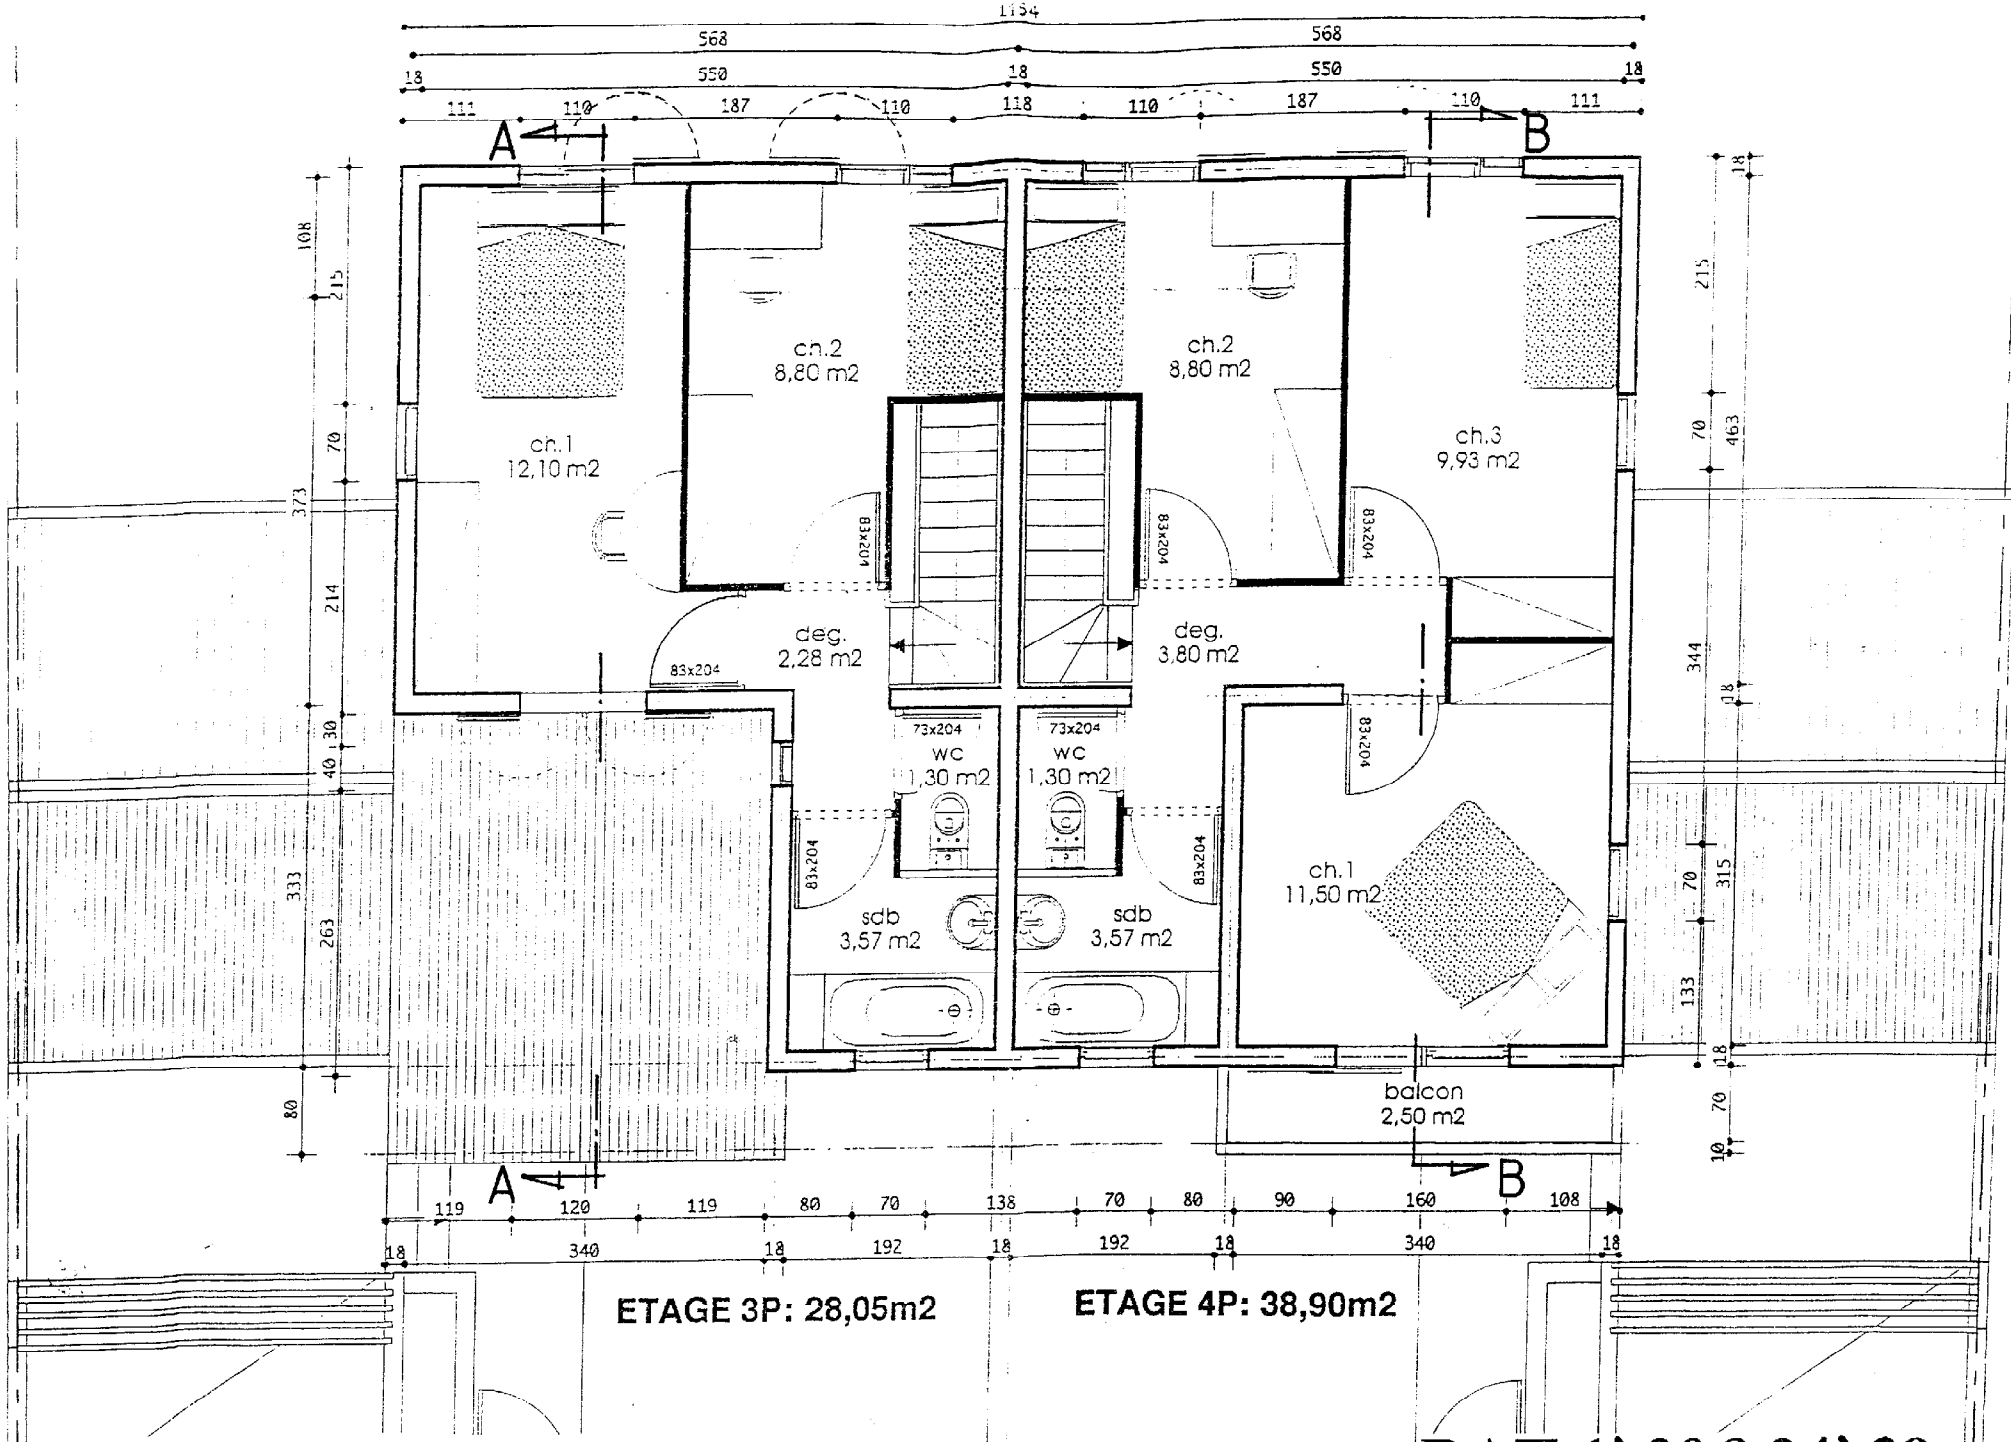 1154
568 568
18 550 18 550 18
111 110 187 110 118 110 187 110 111
A B
108
215
70
373
214
30
40
333
263
80
18
215
70
463
344
18
70
315
133
18
70
10
ch.1
12,10 m2
ch.2
8,80 m2
ch.2
8,80 m2
ch.3
9,93 m2
83x204
83x204
83x204
83x204
deg.
2,28 m2
deg.
3,80 m2
73x204
wc
1,30 m2
73x204
wc
1,30 m2
83x204
83x204
83x204
sdb
3,57 m2
sdb
3,57 m2
ch.1
11,50 m2
balcon
2,50 m2
A B
119 120 119 80 70 138 70 80 90 160 108
18 340 18 192 18 192 18 340 18
ETAGE 3P: 28,05m2
ETAGE 4P: 38,90m2